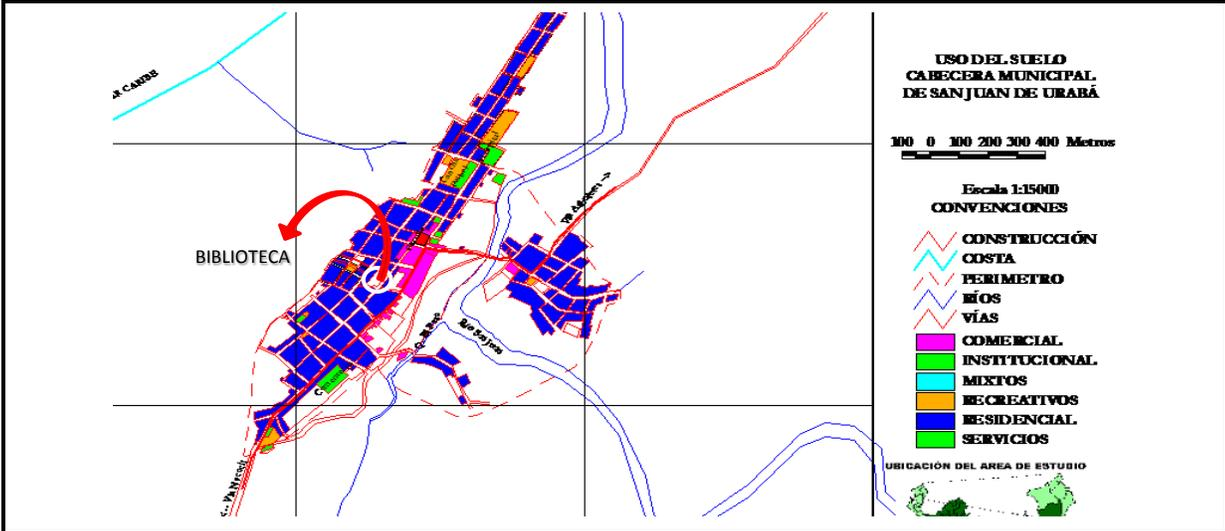 AR CARIBE
BIBLIOTECA
Río San Juan
USO DEL SUELO
CABECERA MUNICIPAL
DE SAN JUAN DE URABÁ
100 0 100 200 300 400 Metros
Escala 1:15000
CONVENCIONES
CONSTRUCCIÓN
COSTA
PERIMETRO
RÍOS
VÍAS
COMERCIAL
INSTITUCIONAL
MIXTOS
RECREATIVOS
RESIDENCIAL
SERVICIOS
UBICACIÓN DEL AREA DE ESTUDIO